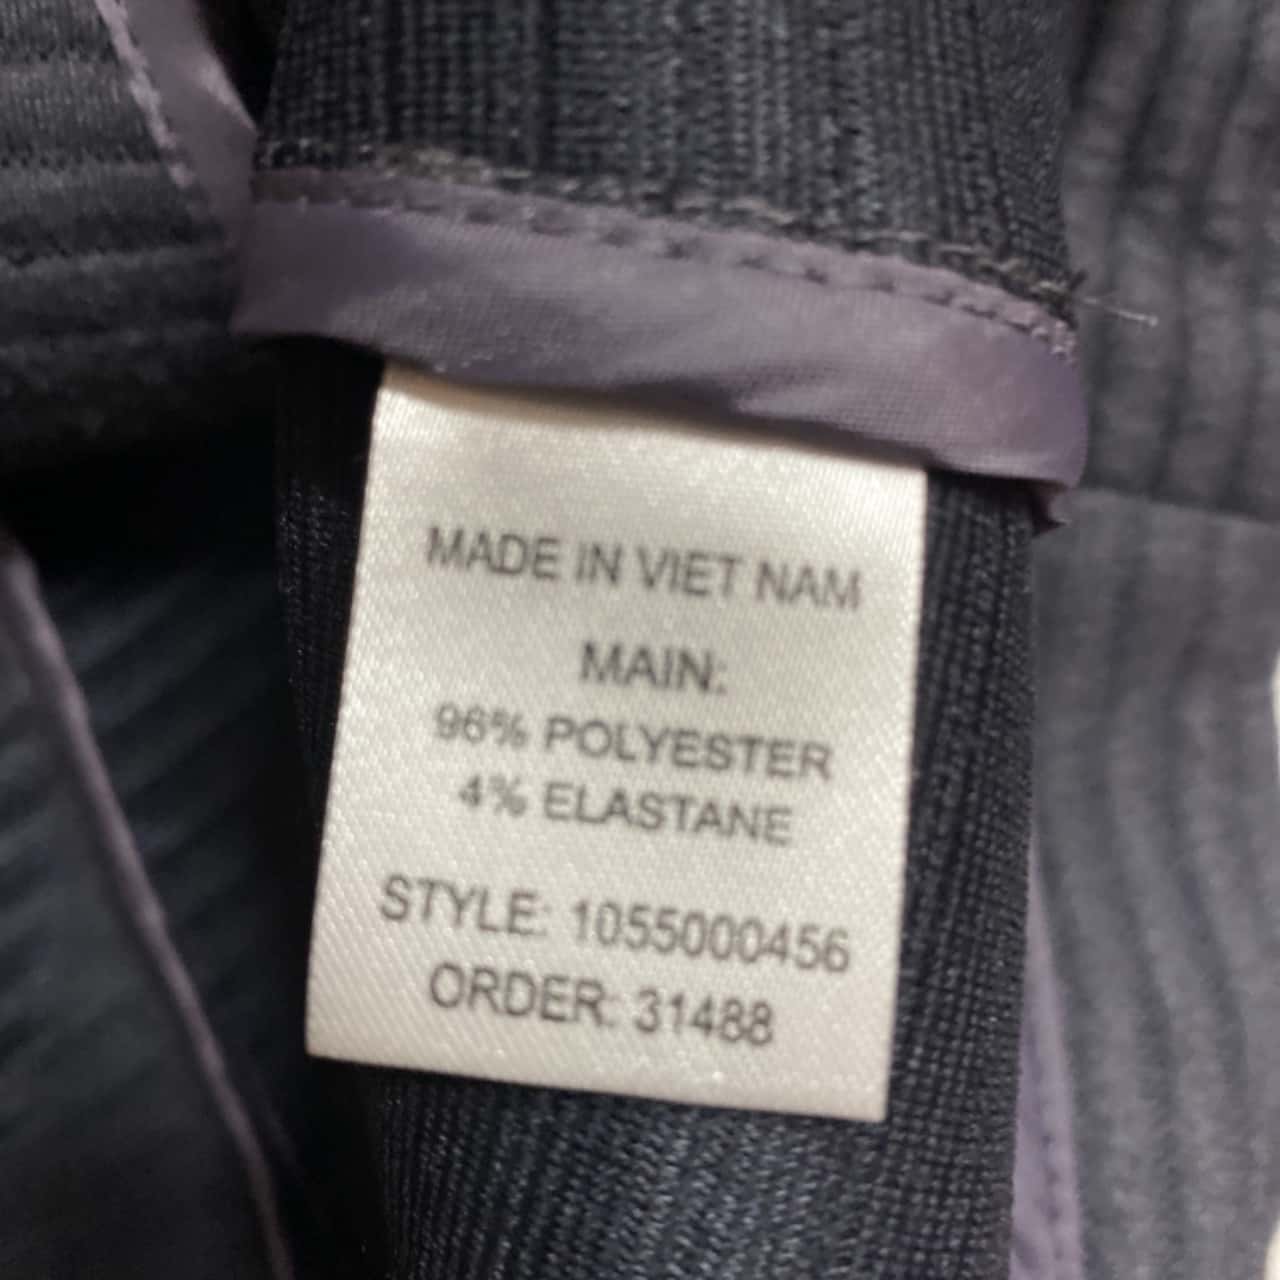 MADE IN VIET NAM
MAIN:
96% POLYESTER
4% ELASTANE
STYLE: 1055000456
ORDER: 31488